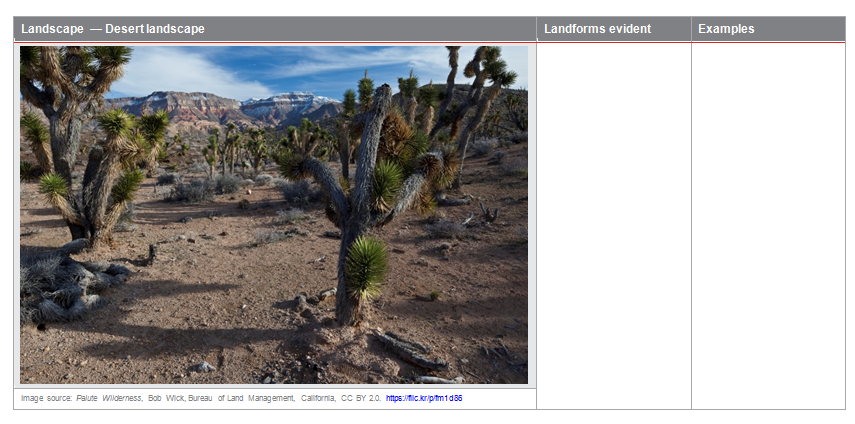 Landscape — Desert landscape
Landforms evident
Examples
Image source: Paiute Wilderness, Bob Wick, Bureau of Land Management, California, CC BY 2.0. https://flic.kr/p/fm1d86